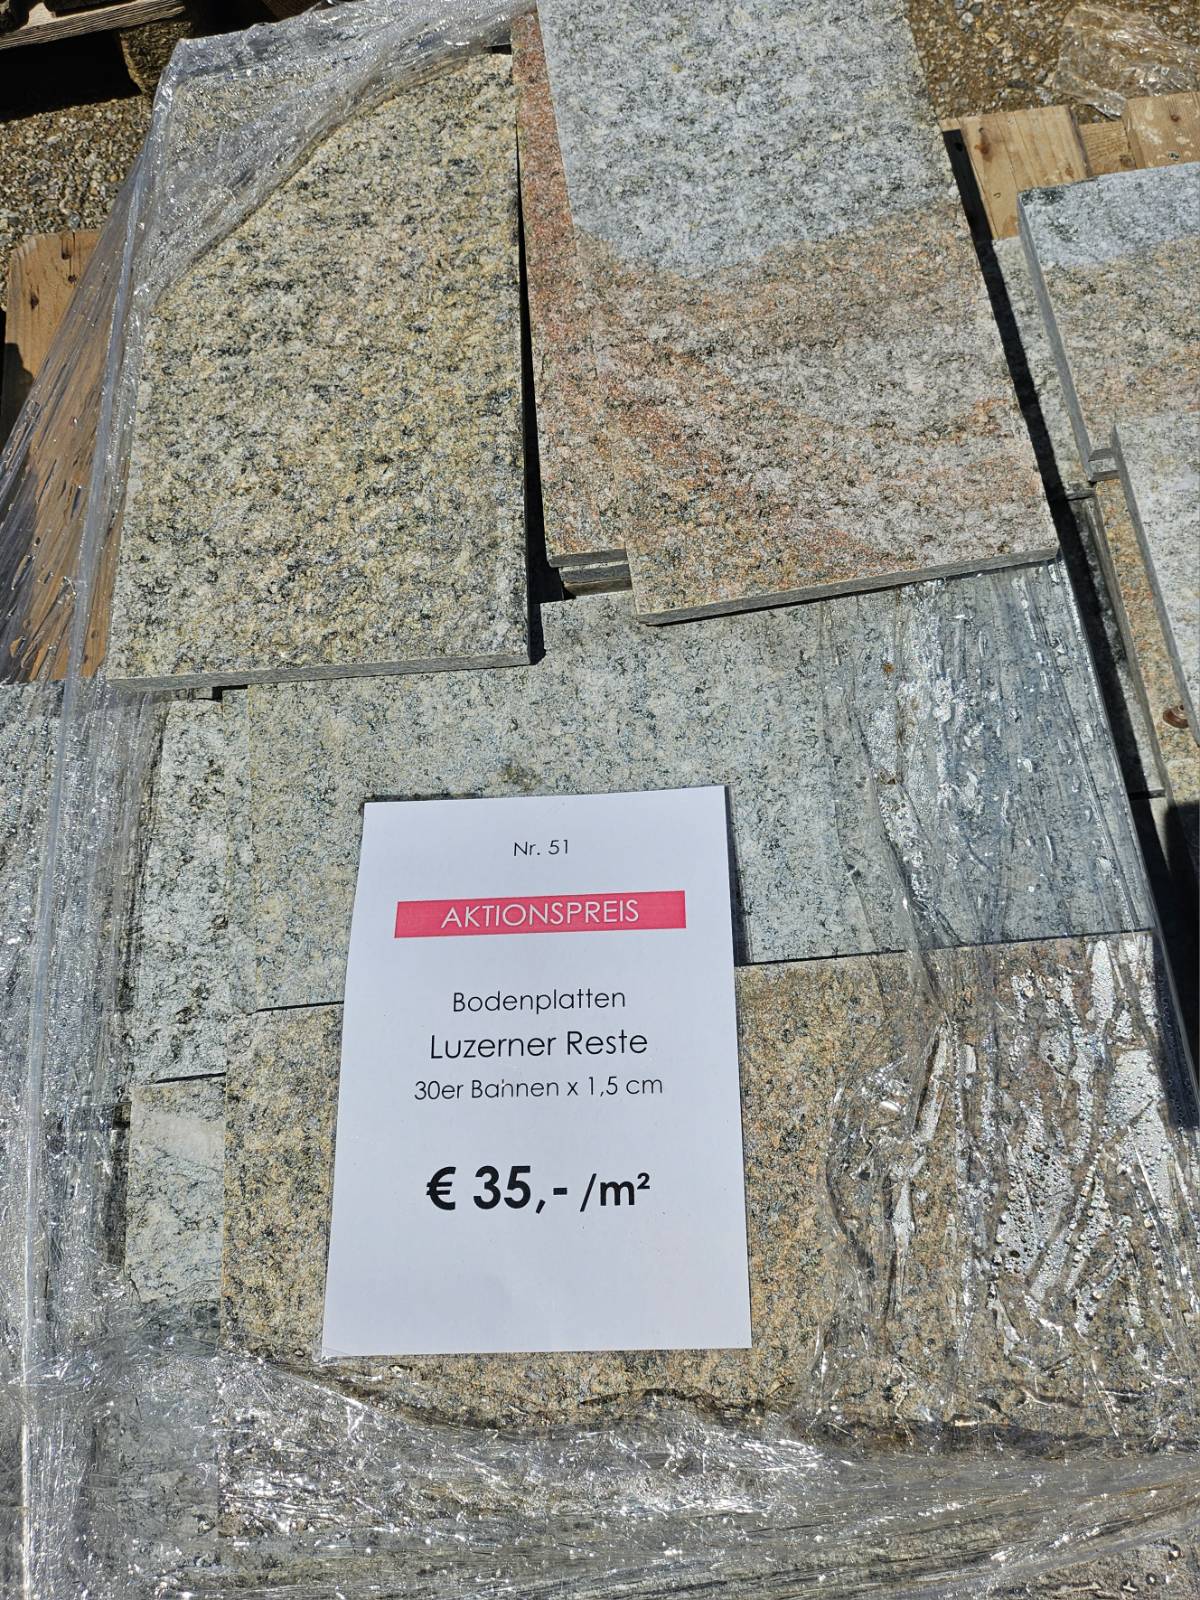 Nr. 51
AKTIONSPREIS
Bodenplatten
Luzerner Reste
30er Bahnen x 1,5 cm
€ 35,- /m²